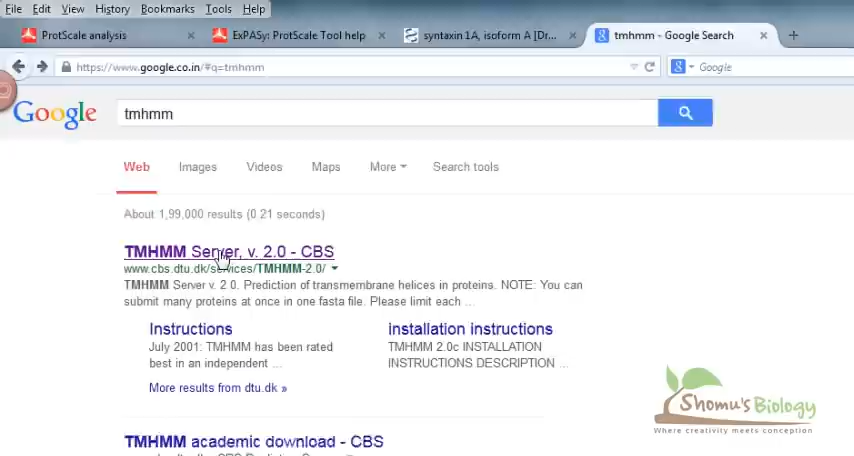 File Edit View History Bookmarks Tools Help
ProtScale analysis × ExPASy: ProtScale Tool help × syntaxin 1A, isoform A [Dr... × tmhmm - Google Search × +
https://www.google.co.in/#q=tmhmm Google
Google tmhmm
Web Images Videos Maps More Search tools
About 1,99,000 results (0.21 seconds)
TMHMM Server, v. 2.0 - CBS
www.cbs.dtu.dk/services/TMHMM-2.0/
TMHMM Server v. 2.0. Prediction of transmembrane helices in proteins. NOTE: You can
submit many proteins at once in one fasta file. Please limit each ...
Instructions installation instructions
July 2001: TMHMM has been rated TMHMM 2.0c INSTALLATION
best in an independent ... INSTRUCTIONS DESCRIPTION ...
More results from dtu.dk »
Shomu's Biology
Where creativity meets conception
TMHMM academic download - CBS